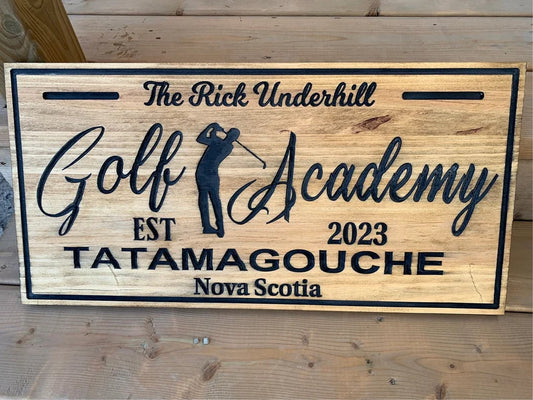 The Rick Underhill
Golf Academy
EST 2023
TATAMAGOUCHE
Nova Scotia